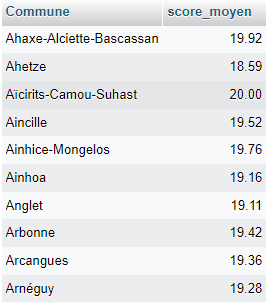 Commune score_moyen
Ahaxe-Alciette-Bascassan 19.92
Ahetze 18.59
Aïcirits-Camou-Suhast 20.00
Aincille 19.52
Ainhice-Mongelos 19.76
Ainhoa 19.16
Anglet 19.11
Arbonne 19.42
Arcangues 19.36
Arnéguy 19.28